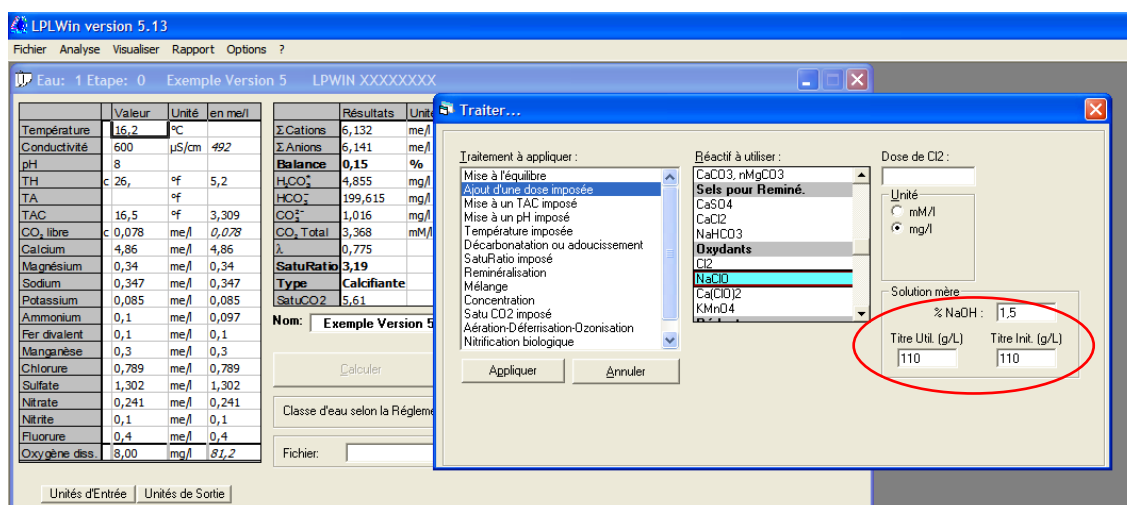 LPLWin version 5.13
Fichier Analyse Visualiser Rapport Options ?
Eau: 1 Etape: 0 Exemple Version 5 LPWIN XXXXXXXX
Valeur Unité en me/l
Température 16,2 °C
Conductivité 600 µS/cm 492
pH 8
TH c 26, °f 5,2
TA °f
TAC 16,5 °f 3,309
CO₂ libre c 0,078 me/l 0,078
Calcium 4,86 me/l 4,86
Magnésium 0,34 me/l 0,34
Sodium 0,347 me/l 0,347
Potassium 0,085 me/l 0,085
Ammonium 0,1 me/l 0,097
Fer divalent 0,1 me/l 0,1
Manganèse 0,3 me/l 0,3
Chlorure 0,789 me/l 0,789
Sulfate 1,302 me/l 1,302
Nitrate 0,241 me/l 0,241
Nitrite 0,1 me/l 0,1
Fluorure 0,4 me/l 0,4
Oxygène diss. 8,00 mg/l 81,2
Unités d'Entrée Unités de Sortie
Résultats Unité
ΣCations 6,132 me/l
ΣAnions 6,141 me/l
Balance 0,15 %
H₂CO₃* 4,855 mg/l
HCO₃⁻ 199,615 mg/l
CO₃²⁻ 1,016 mg/l
CO₂ Total 3,368 mM/l
λ 0,775
SatuRatio 3,19
Type Calcifiante
SatuCO2 5,61
Nom: Exemple Version 5
Calculer
Classe d'eau selon la Régleme
Fichier:
Traiter...
Traitement à appliquer :
Mise à l'équilibre
Ajout d'une dose imposée
Mise à un TAC imposé
Mise à un pH imposé
Température imposée
Décarbonatation ou adoucissement
SatuRatio imposé
Reminéralisation
Mélange
Concentration
Satu CO2 imposé
Aération-Déferrisation-Ozonisation
Nitrification biologique
Appliquer Annuler
Réactif à utiliser :
CaCO3, nMgCO3
Sels pour Reminé.
CaSO4
CaCl2
NaHCO3
Oxydants
Cl2
NaClO
Ca(ClO)2
KMnO4
Dose de Cl2 :
Unité
mM/l
mg/l
Solution mère
% NaOH : 1,5
Titre Util. (g/L) Titre Init. (g/L)
110 110